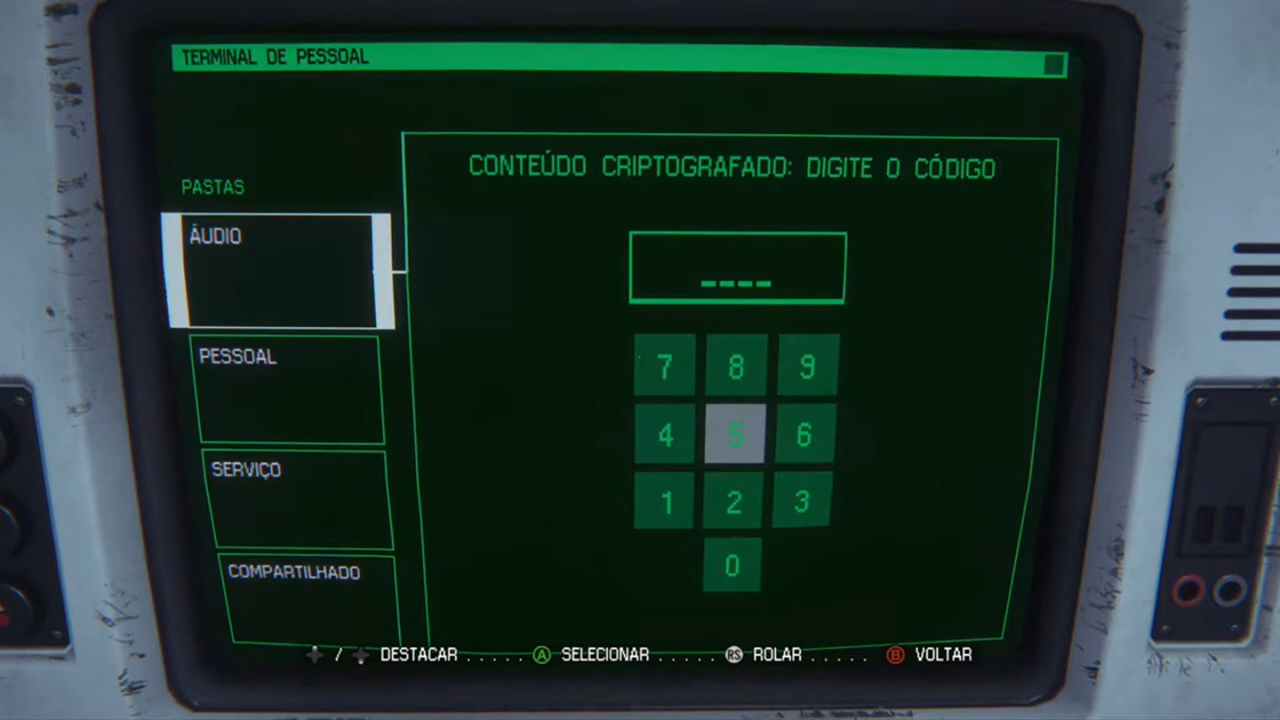 TERMINAL DE PESSOAL
PASTAS
ÁUDIO
PESSOAL
SERVIÇO
COMPARTILHADO
CONTEÚDO CRIPTOGRAFADO: DIGITE O CÓDIGO
_ _ _ _
7 8 9
4 5 6
1 2 3
0
/ DESTACAR ..... A SELECIONAR ..... RS ROLAR ..... B VOLTAR